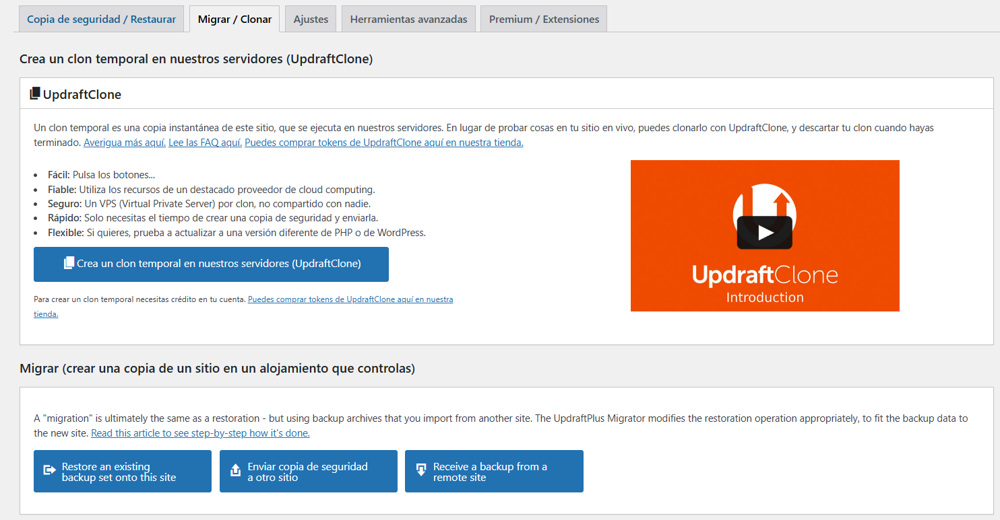 Copia de seguridad / Restaurar
Migrar / Clonar
Ajustes
Herramientas avanzadas
Premium / Extensiones
Crea un clon temporal en nuestros servidores (UpdraftClone)
UpdraftClone
Un clon temporal es una copia instantánea de este sitio, que se ejecuta en nuestros servidores. En lugar de probar cosas en tu sitio en vivo, puedes clonarlo con UpdraftClone, y descartar tu clon cuando hayas
terminado. Averigua más aquí. Lee las FAQ aquí. Puedes comprar tokens de UpdraftClone aquí en nuestra tienda.
• Fácil: Pulsa los botones...
• Fiable: Utiliza los recursos de un destacado proveedor de cloud computing.
• Seguro: Un VPS (Virtual Private Server) por clon, no compartido con nadie.
• Rápido: Solo necesitas el tiempo de crear una copia de seguridad y enviarla.
• Flexible: Si quieres, prueba a actualizar a una versión diferente de PHP o de WordPress.
Crea un clon temporal en nuestros servidores (UpdraftClone)
Para crear un clon temporal necesitas crédito en tu cuenta. Puedes comprar tokens de UpdraftClone aquí en nuestra
tienda.
UpdraftClone
Introduction
Migrar (crear una copia de un sitio en un alojamiento que controlas)
A "migration" is ultimately the same as a restoration - but using backup archives that you import from another site. The UpdraftPlus Migrator modifies the restoration operation appropriately, to fit the backup data to
the new site. Read this article to see step-by-step how it's done.
Restore an existing
backup set onto this site
Enviar copia de seguridad
a otro sitio
Receive a backup from a
remote site